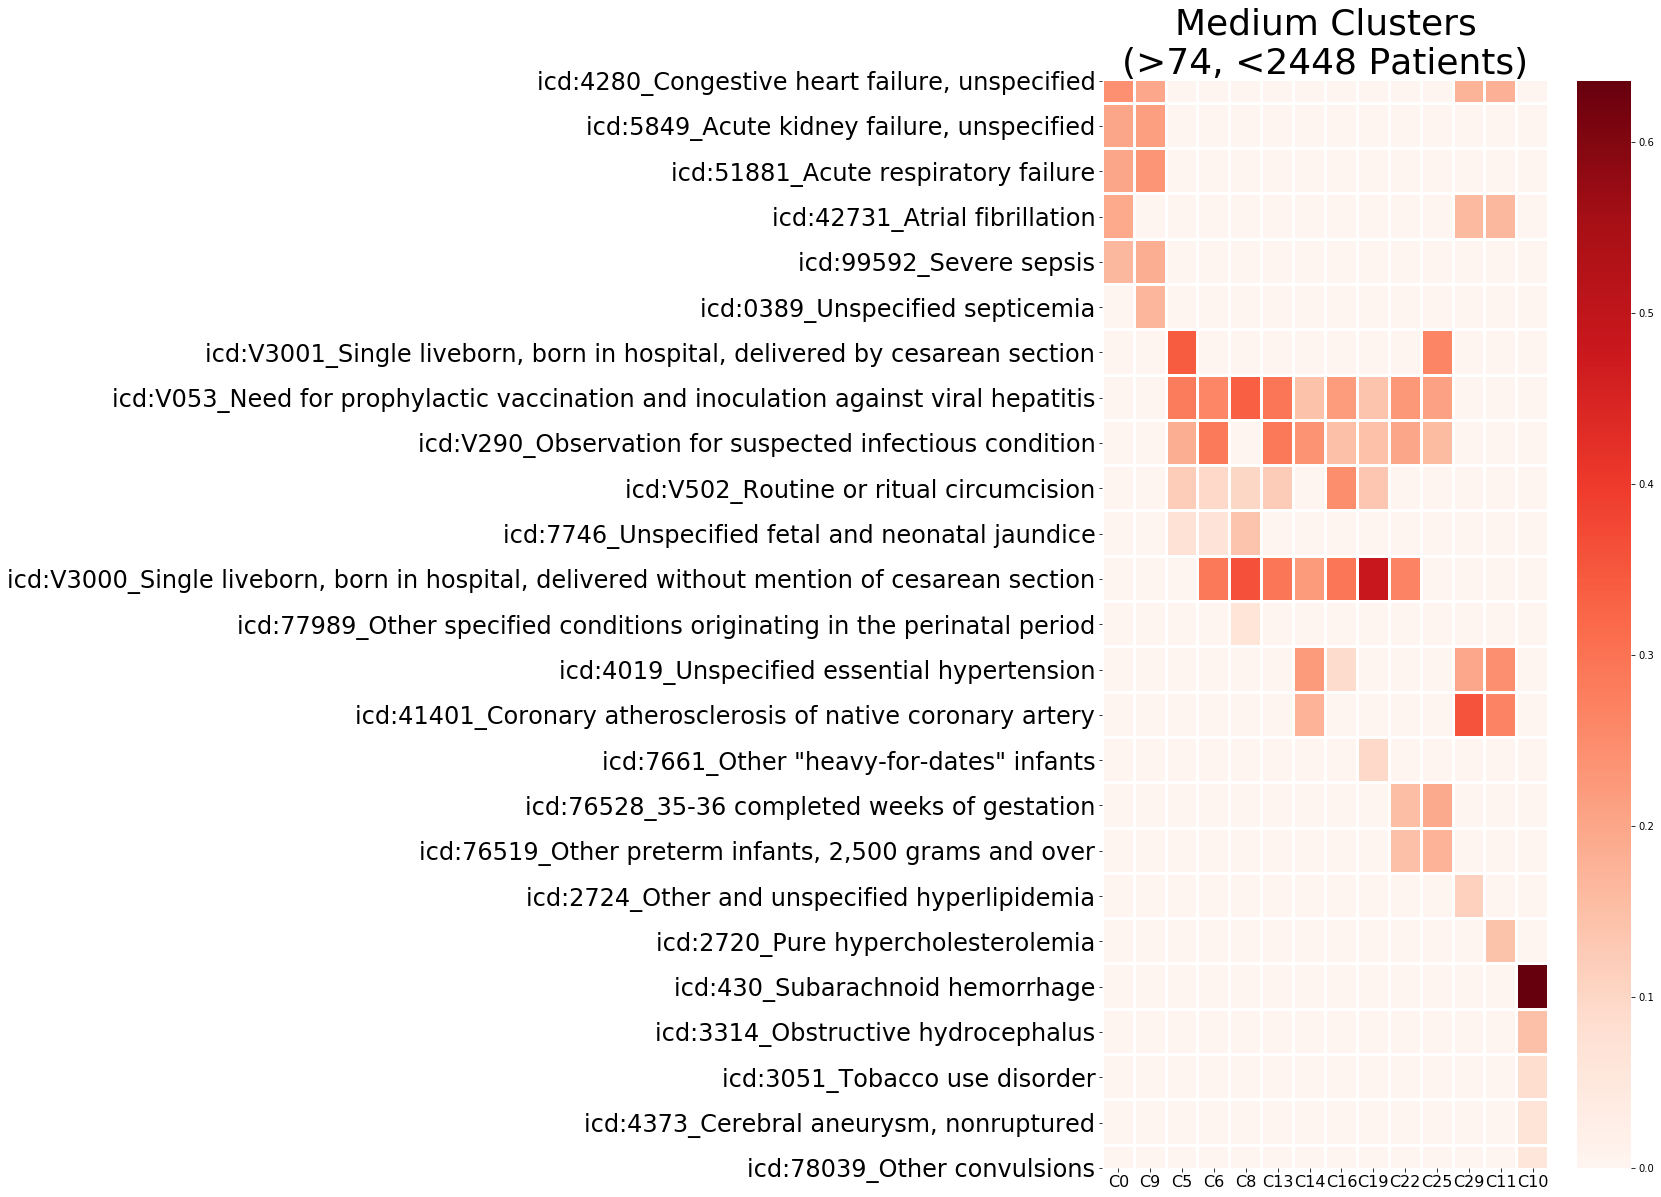 Medium Clusters
(>74, <2448 Patients)
icd:4280_Congestive heart failure, unspecified
icd:5849_Acute kidney failure, unspecified
icd:51881_Acute respiratory failure
icd:42731_Atrial fibrillation
icd:99592_Severe sepsis
icd:0389_Unspecified septicemia
icd:V3001_Single liveborn, born in hospital, delivered by cesarean section
icd:V053_Need for prophylactic vaccination and inoculation against viral hepatitis
icd:V290_Observation for suspected infectious condition
icd:V502_Routine or ritual circumcision
icd:7746_Unspecified fetal and neonatal jaundice
icd:V3000_Single liveborn, born in hospital, delivered without mention of cesarean section
icd:77989_Other specified conditions originating in the perinatal period
icd:4019_Unspecified essential hypertension
icd:41401_Coronary atherosclerosis of native coronary artery
icd:7661_Other "heavy-for-dates" infants
icd:76528_35-36 completed weeks of gestation
icd:76519_Other preterm infants, 2,500 grams and over
icd:2724_Other and unspecified hyperlipidemia
icd:2720_Pure hypercholesterolemia
icd:430_Subarachnoid hemorrhage
icd:3314_Obstructive hydrocephalus
icd:3051_Tobacco use disorder
icd:4373_Cerebral aneurysm, nonruptured
icd:78039_Other convulsions
C0 C9 C5 C6 C8 C13 C14 C16 C19 C22 C25 C29 C11 C10
0.6
0.5
0.4
0.3
0.2
0.1
0.0